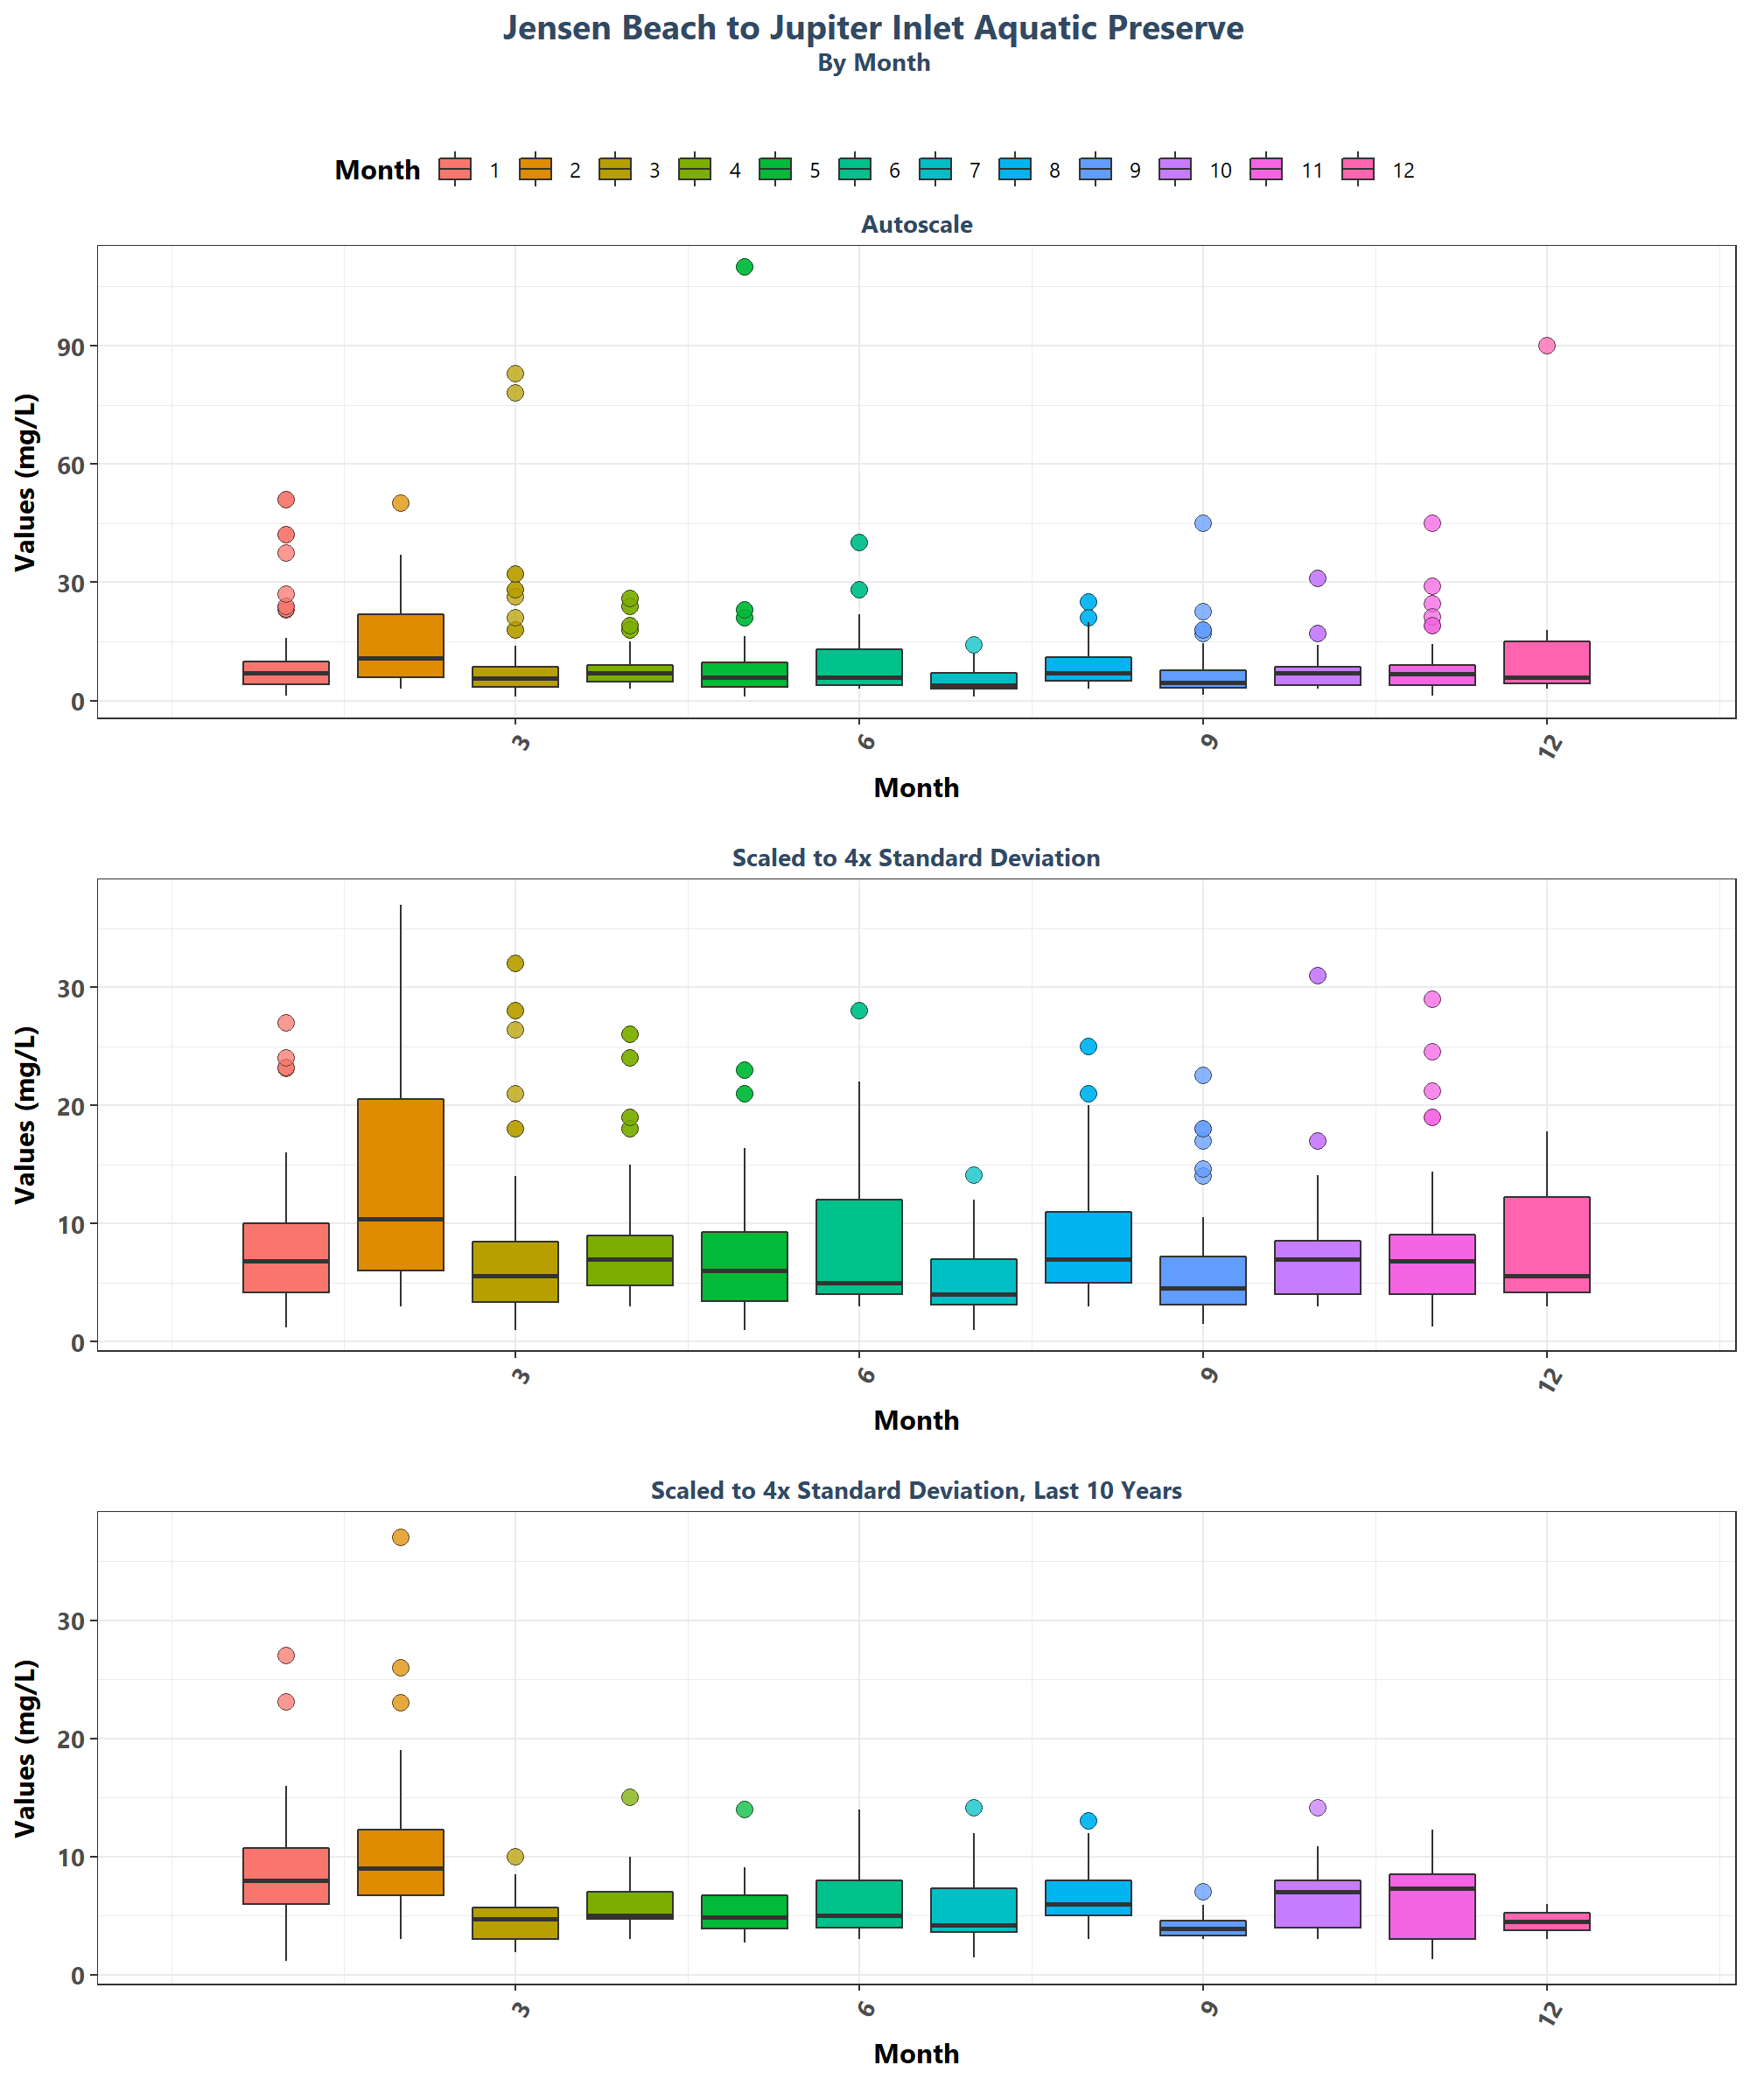 Jensen Beach to Jupiter Inlet Aquatic Preserve
By Month
Month 1 2 3 4 5 6 7 8 9 10 11 12
Autoscale
Values (mg/L)
90
60
30
0
3 6 9 12
Month
Scaled to 4x Standard Deviation
Values (mg/L)
30
20
10
0
3 6 9 12
Month
Scaled to 4x Standard Deviation, Last 10 Years
Values (mg/L)
30
20
10
0
3 6 9 12
Month